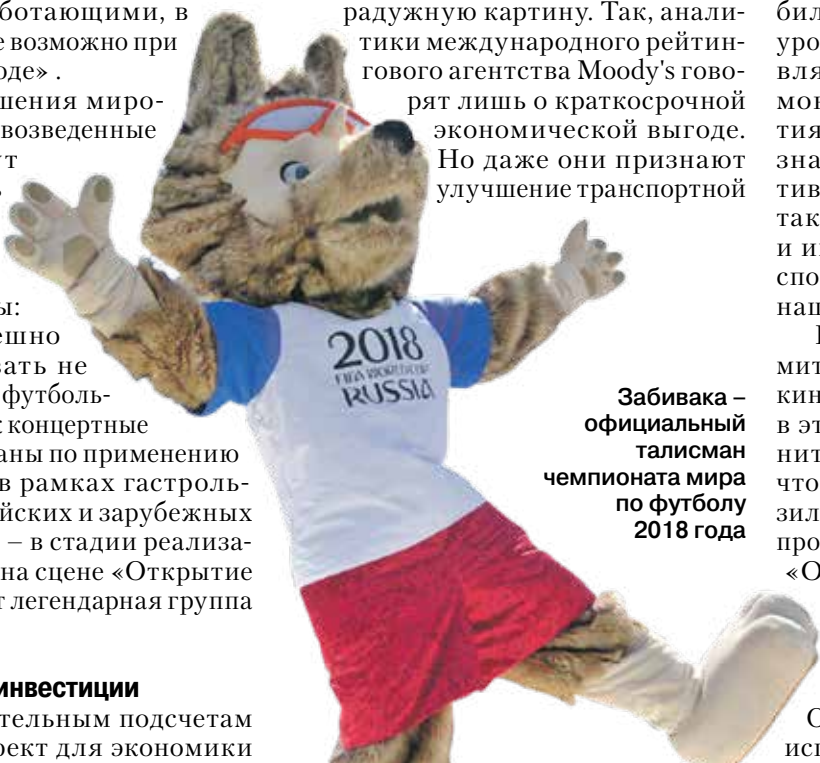 ботающими, в
е возможно при
оде» .
шения миро-
возведенные
ут
ы:
ешно
вать не
футболь-
концертные
аны по применению
в рамках гастроль-
йских и зарубежных
– в стадии реализа-
на сцене «Открытие
т легендарная группа
инвестиции
тельным подсчетам
ект для экономики
радужную картину. Так, анали-
тики международного рейтин-
гового агентства Moody's гово-
рят лишь о краткосрочной
экономической выгоде.
Но даже они признают
улучшение транспортной
2018
FIFA WORLD CUP
RUSSIA
Забивака –
официальный
талисман
чемпионата мира
по футболу
2018 года
бил
уро
вля
мон
тия
зна
тив
так
и и
спо
наш
мит
кин
в эт
нит
что
зил
про
«О
С
исп